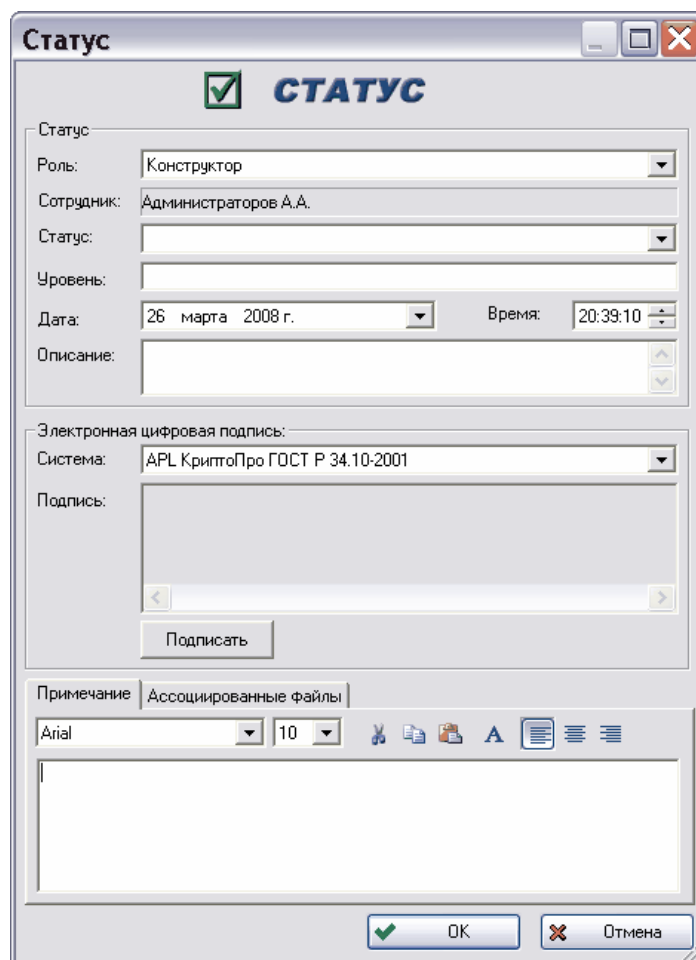 Статус
СТАТУС
Статус
Роль: Конструктор
Сотрудник: Администраторов А.А.
Статус:
Уровень:
Дата: 26 марта 2008 г. Время: 20:39:10
Описание:
Электронная цифровая подпись:
Система: APL КриптоПро ГОСТ Р 34.10-2001
Подпись:
Подписать
Примечание Ассоциированные файлы
Arial 10 A
OK Отмена